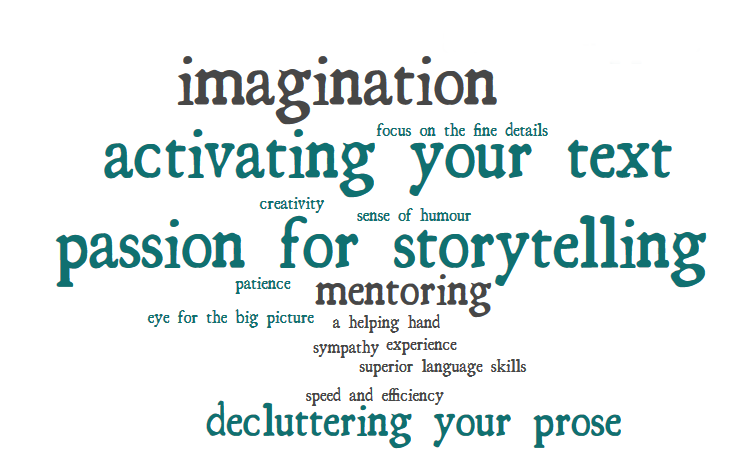 imagination
focus on the fine details
activating your text
creativity
sense of humour
passion for storytelling
patience
mentoring
eye for the big picture
a helping hand
sympathy
experience
superior language skills
speed and efficiency
decluttering your prose